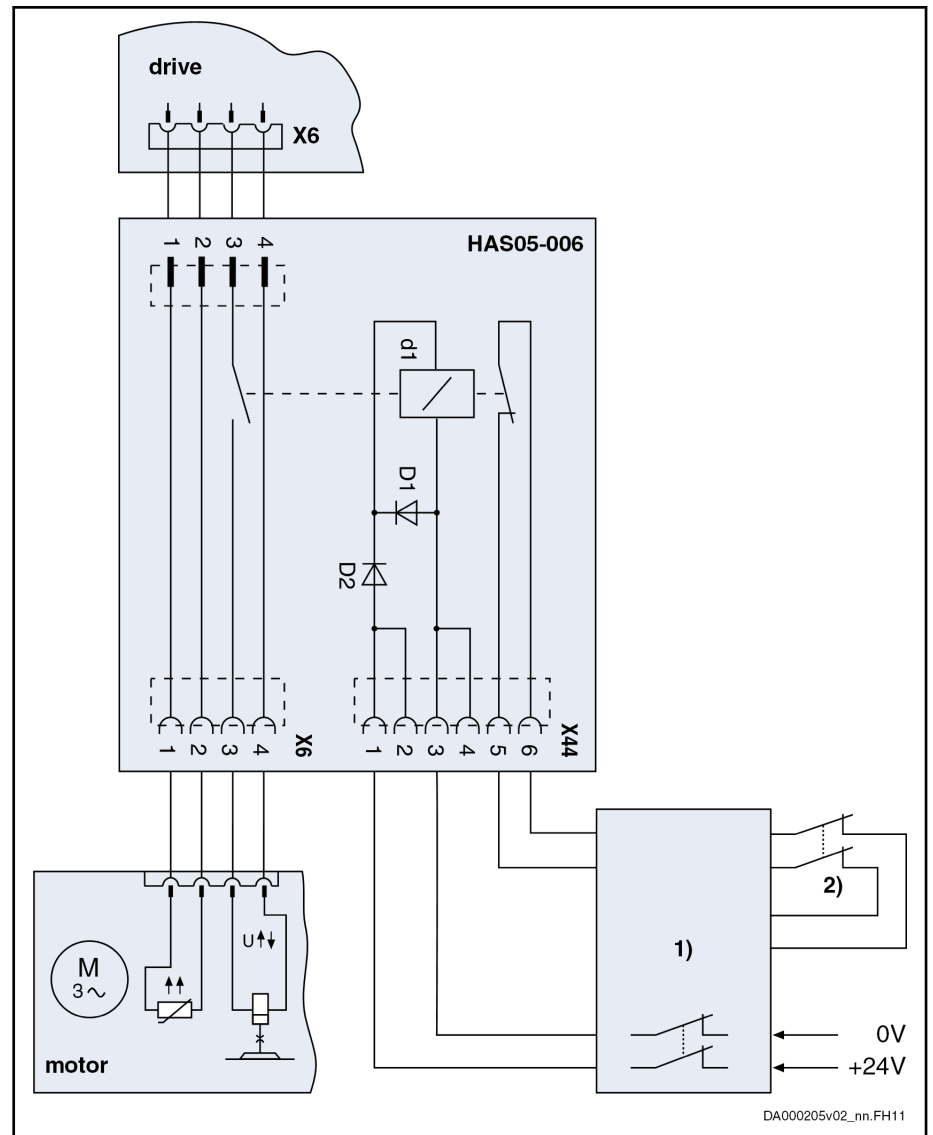 drive
X6
1 2 3 4
HAS05-006
d1
D1
D2
1 2 3 4
X6
1 2 3 4 5 6
X44
2)
1)
M
3～
U
motor
0V
+24V
DA000205v02_nn.FH11